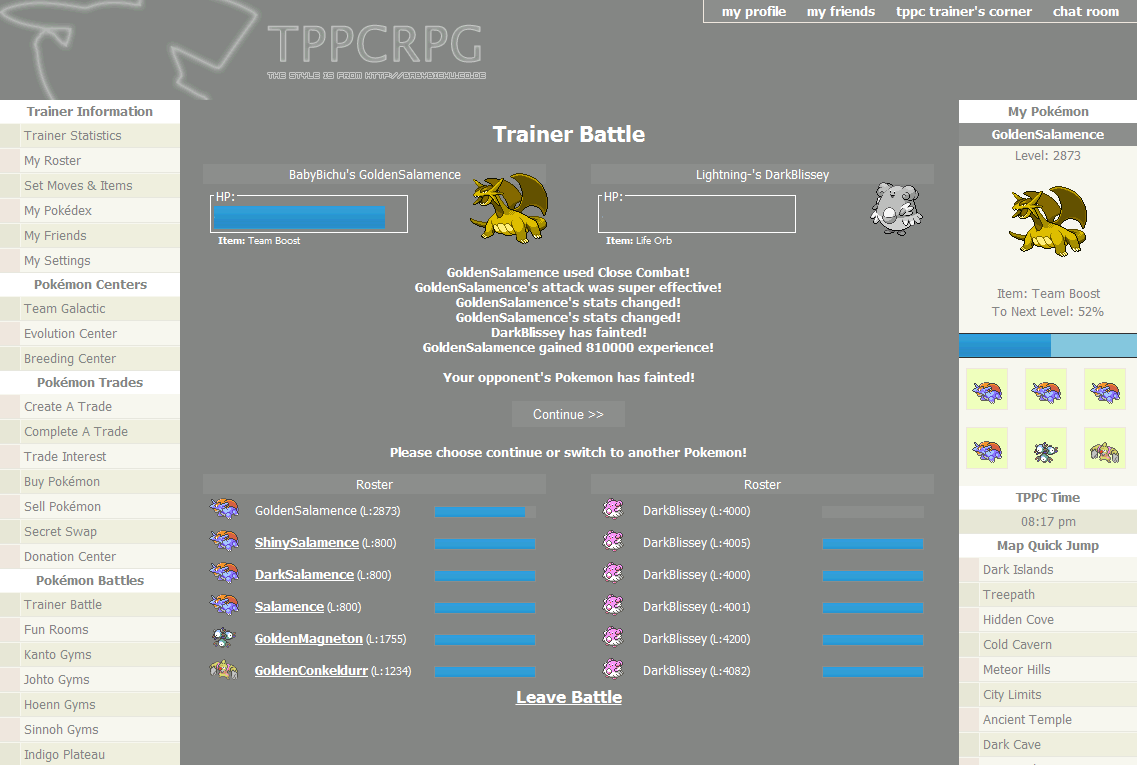 my profile my friends tppc trainer's corner chat room
TPPCRPG
THE STYLE IS FROM HTTP://BABYBICHU.CO.DE
Trainer Information
Trainer Statistics
My Roster
Set Moves & Items
My Pokédex
My Friends
My Settings
Pokémon Centers
Team Galactic
Evolution Center
Breeding Center
Pokémon Trades
Create A Trade
Complete A Trade
Trade Interest
Buy Pokémon
Sell Pokémon
Secret Swap
Donation Center
Pokémon Battles
Trainer Battle
Fun Rooms
Kanto Gyms
Johto Gyms
Hoenn Gyms
Sinnoh Gyms
Indigo Plateau
Trainer Battle
BabyBichu's GoldenSalamence
HP:
Item: Team Boost
Lightning-'s DarkBlissey
HP:
Item: Life Orb
GoldenSalamence used Close Combat!
GoldenSalamence's attack was super effective!
GoldenSalamence's stats changed!
GoldenSalamence's stats changed!
DarkBlissey has fainted!
GoldenSalamence gained 810000 experience!
Your opponent's Pokemon has fainted!
Continue >>
Please choose continue or switch to another Pokemon!
Roster
GoldenSalamence (L:2873)
ShinySalamence (L:800)
DarkSalamence (L:800)
Salamence (L:800)
GoldenMagneton (L:1755)
GoldenConkeldurr (L:1234)
Roster
DarkBlissey (L:4000)
DarkBlissey (L:4005)
DarkBlissey (L:4000)
DarkBlissey (L:4001)
DarkBlissey (L:4200)
DarkBlissey (L:4082)
Leave Battle
My Pokémon
GoldenSalamence
Level: 2873
Item: Team Boost
To Next Level: 52%
TPPC Time
08:17 pm
Map Quick Jump
Dark Islands
Treepath
Hidden Cove
Cold Cavern
Meteor Hills
City Limits
Ancient Temple
Dark Cave